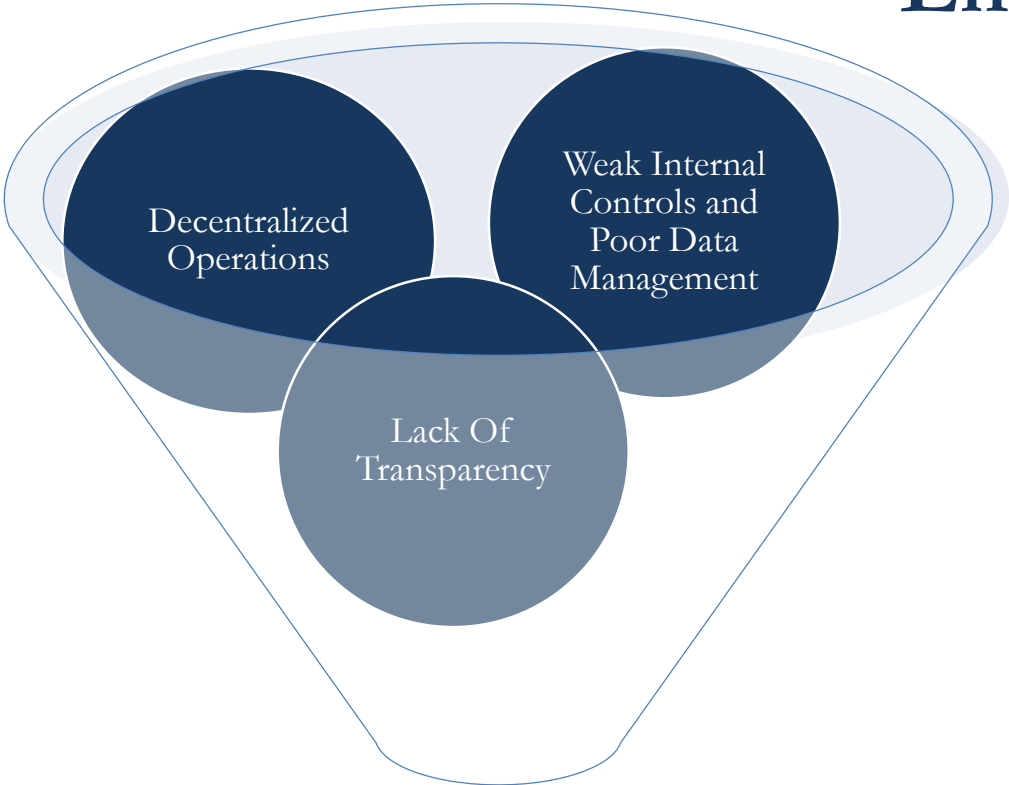 Decentralized
Operations
Weak Internal
Controls and
Poor Data
Management
Lack Of
Transparency